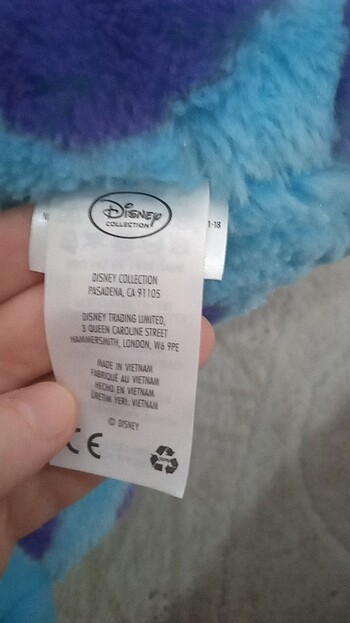 Disney
COLLECTION
1-18
DISNEY COLLECTION
PASADENA, CA 91105
DISNEY TRADING LIMITED,
3 QUEEN CAROLINE STREET
HAMMERSMITH, LONDON, W6 9PE
MADE IN VIETNAM
FABRIQUÉ AU VIETNAM
HECHO EN VIETNAM
ÜRETIM YERI: VIETNAM
© DISNEY
CE